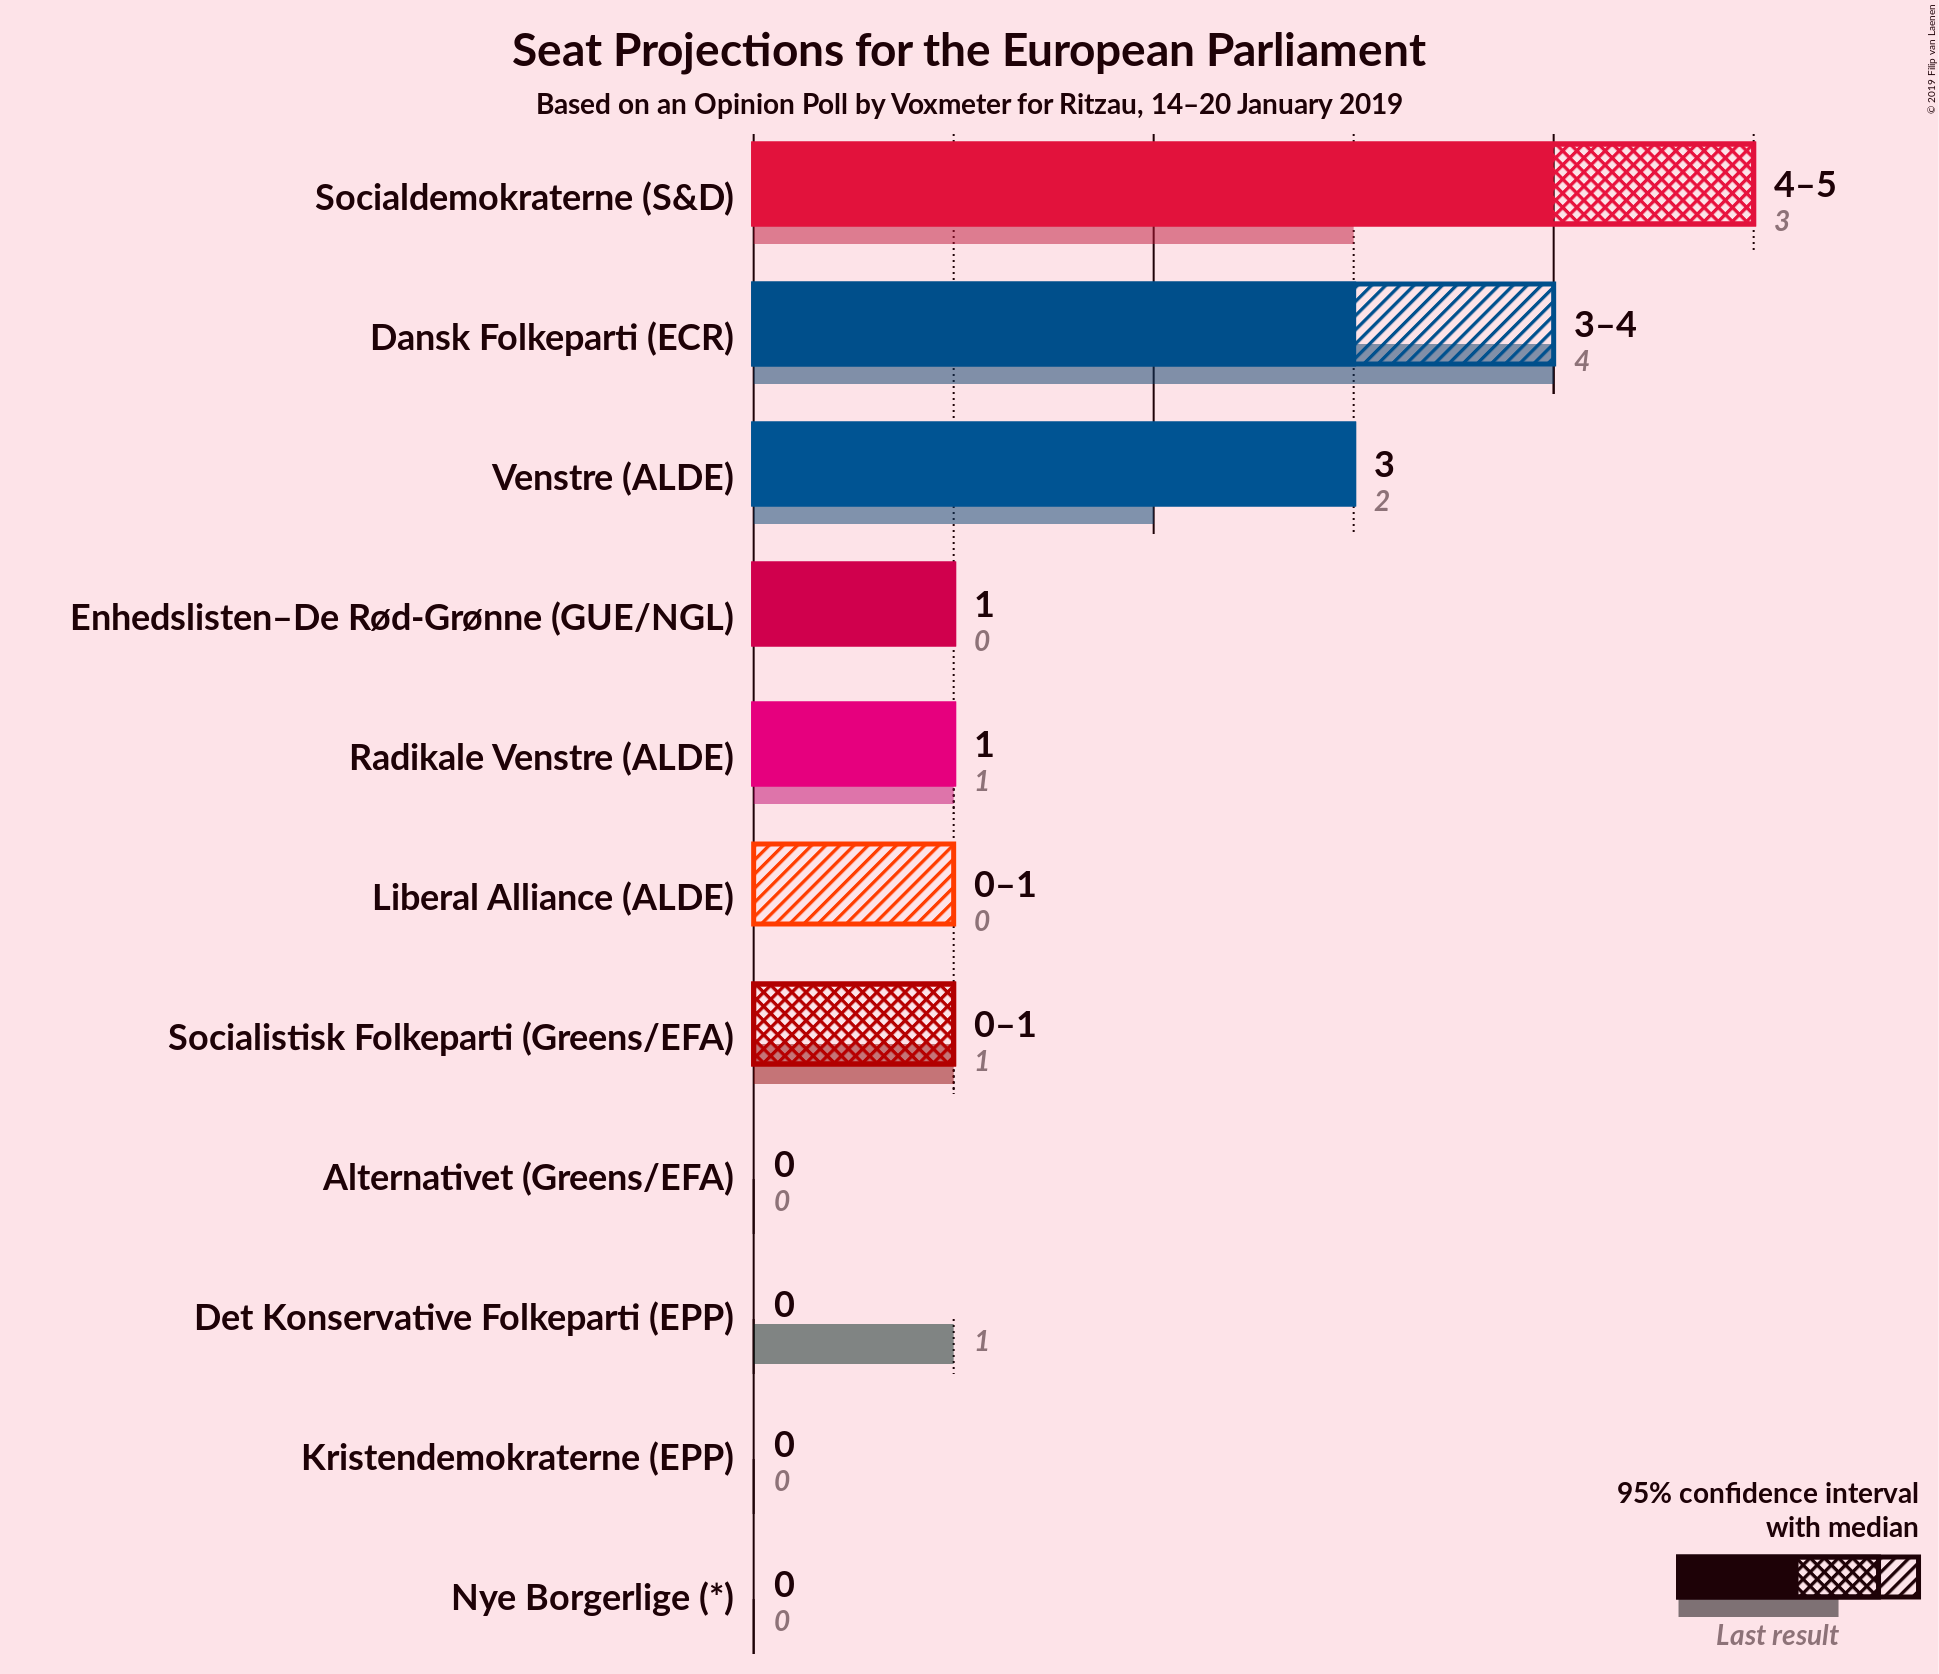 Seat Projections for the European Parliament
Based on an Opinion Poll by Voxmeter for Ritzau, 14–20 January 2019
© 2019 Filip van Laenen
Socialdemokraterne (S&D)
4–5
3
Dansk Folkeparti (ECR)
3–4
4
Venstre (ALDE)
3
2
Enhedslisten–De Rød-Grønne (GUE/NGL)
1
0
Radikale Venstre (ALDE)
1
1
Liberal Alliance (ALDE)
0–1
0
Socialistisk Folkeparti (Greens/EFA)
0–1
1
Alternativet (Greens/EFA)
0
0
Det Konservative Folkeparti (EPP)
0
1
Kristendemokraterne (EPP)
0
0
Nye Borgerlige (*)
0
0
95% confidence interval
with median
Last result